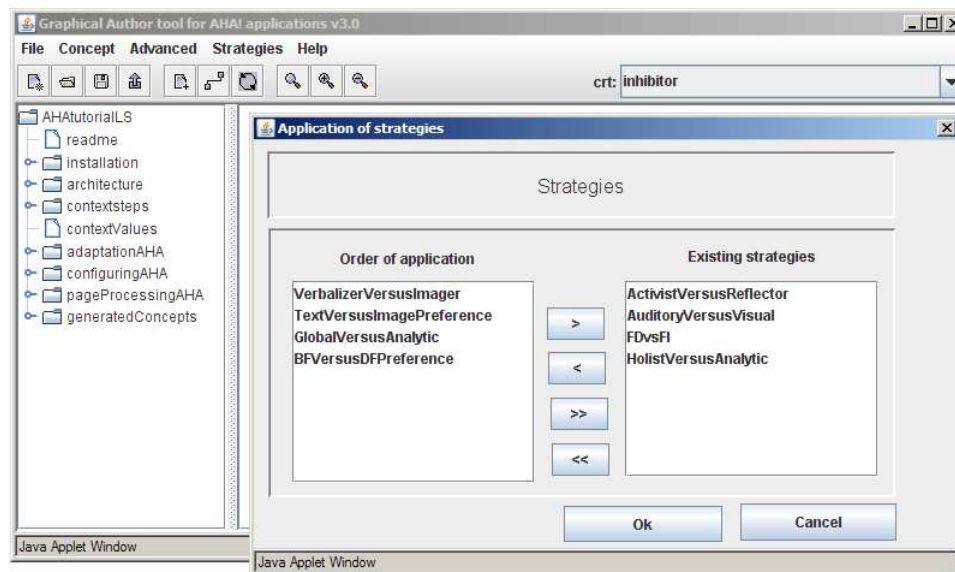 Graphical Author tool for AHA! applications v3.0
File Concept Advanced Strategies Help
crt: inhibitor
AHAtutorialLS
readme
installation
architecture
contextsteps
contextValues
adaptationAHA
configuringAHA
pageProcessingAHA
generatedConcepts
Java Applet Window
Application of strategies
Strategies
Order of application
VerbalizerVersusImager
TextVersusImagePreference
GlobalVersusAnalytic
BFVersusDFPreference
>
<
>>
<<
Existing strategies
ActivistVersusReflector
AuditoryVersusVisual
FDvsFI
HolistVersusAnalytic
Ok Cancel
Java Applet Window